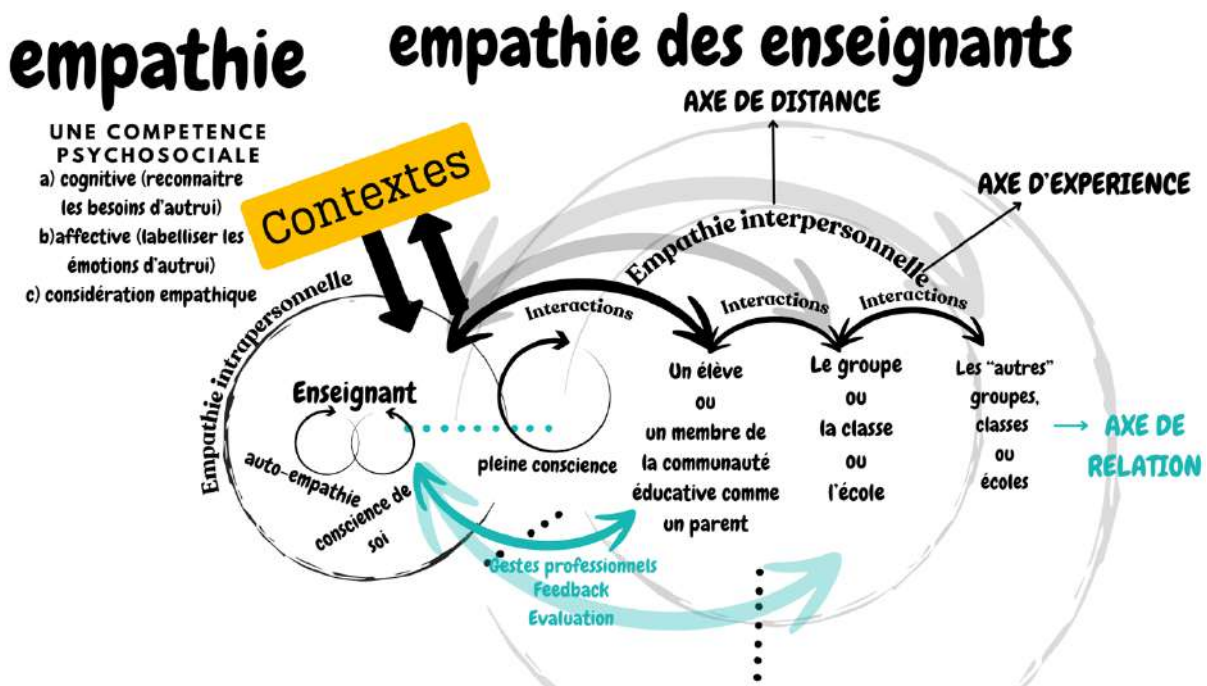 empathie
empathie des enseignants
UNE COMPETENCE
PSYCHOSOCIALE
a) cognitive (reconnaitre
les besoins d'autrui)
b)affective (labelliser les
émotions d'autrui)
c) considération empathique
Contextes
AXE DE DISTANCE
AXE D'EXPERIENCE
Empathie interpersonnelle
Empathie intrapersonnelle
Interactions
Interactions
Interactions
Enseignant
auto-empathie
conscience de
soi
pleine conscience
Un élève
ou
un membre de
la communauté
éducative comme
un parent
Le groupe
ou
la classe
ou
l'école
Les "autres"
groupes,
classes
ou
écoles
AXE DE
RELATION
Gestes professionnels
Feedback
Evaluation